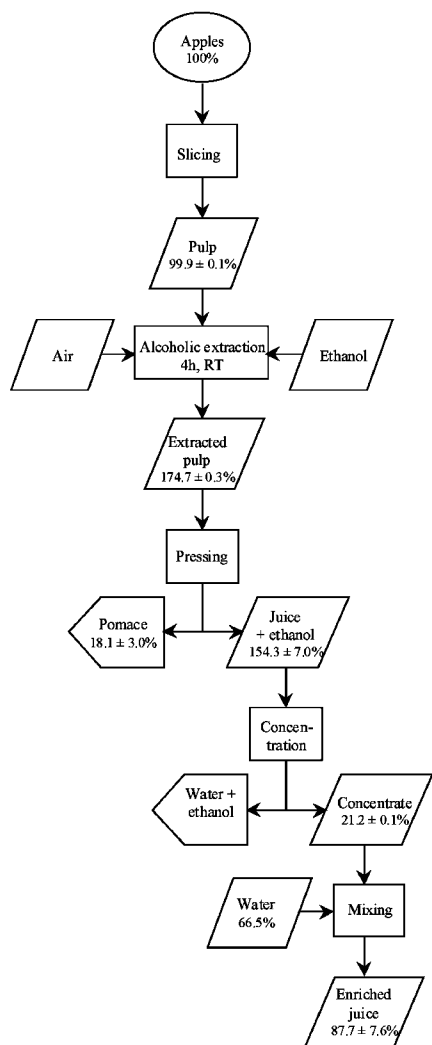 Apples
100%
Slicing
Pulp
99.9 ± 0.1%
Air
Alcoholic extraction
4h, RT
Ethanol
Extracted
pulp
174.7 ± 0.3%
Pressing
Pomace
18.1 ± 3.0%
Juice
+ ethanol
154.3 ± 7.0%
Concen-
tration
Water +
ethanol
Concentrate
21.2 ± 0.1%
Water
66.5%
Mixing
Enriched
juice
87.7 ± 7.6%